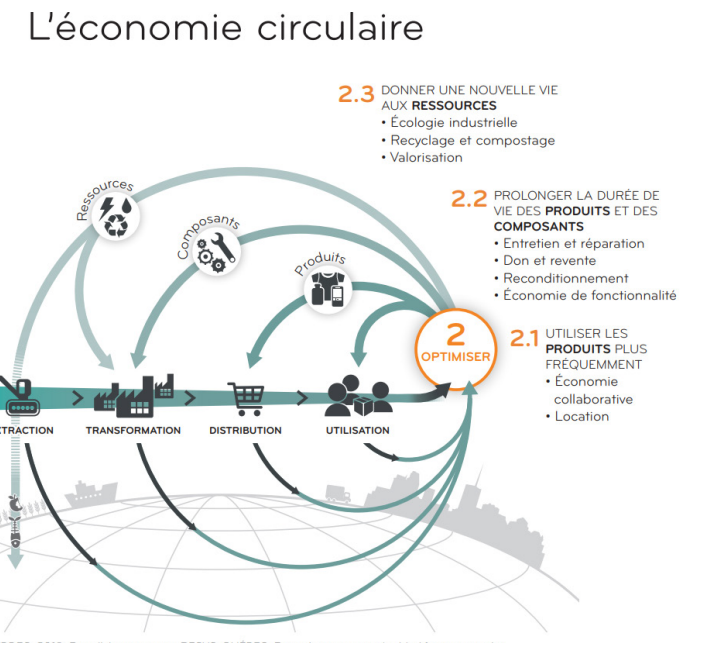 L'économie circulaire
2.3 DONNER UNE NOUVELLE VIE
AUX RESSOURCES
• Écologie industrielle
• Recyclage et compostage
• Valorisation
2.2 PROLONGER LA DURÉE DE
VIE DES PRODUITS ET DES
COMPOSANTS
• Entretien et réparation
• Don et revente
• Reconditionnement
• Économie de fonctionnalité
Ressources
Composants
Produits
2
OPTIMISER
2.1 UTILISER LES
PRODUITS PLUS
FRÉQUEMMENT
• Économie
collaborative
• Location
TRACTION
TRANSFORMATION
DISTRIBUTION
UTILISATION